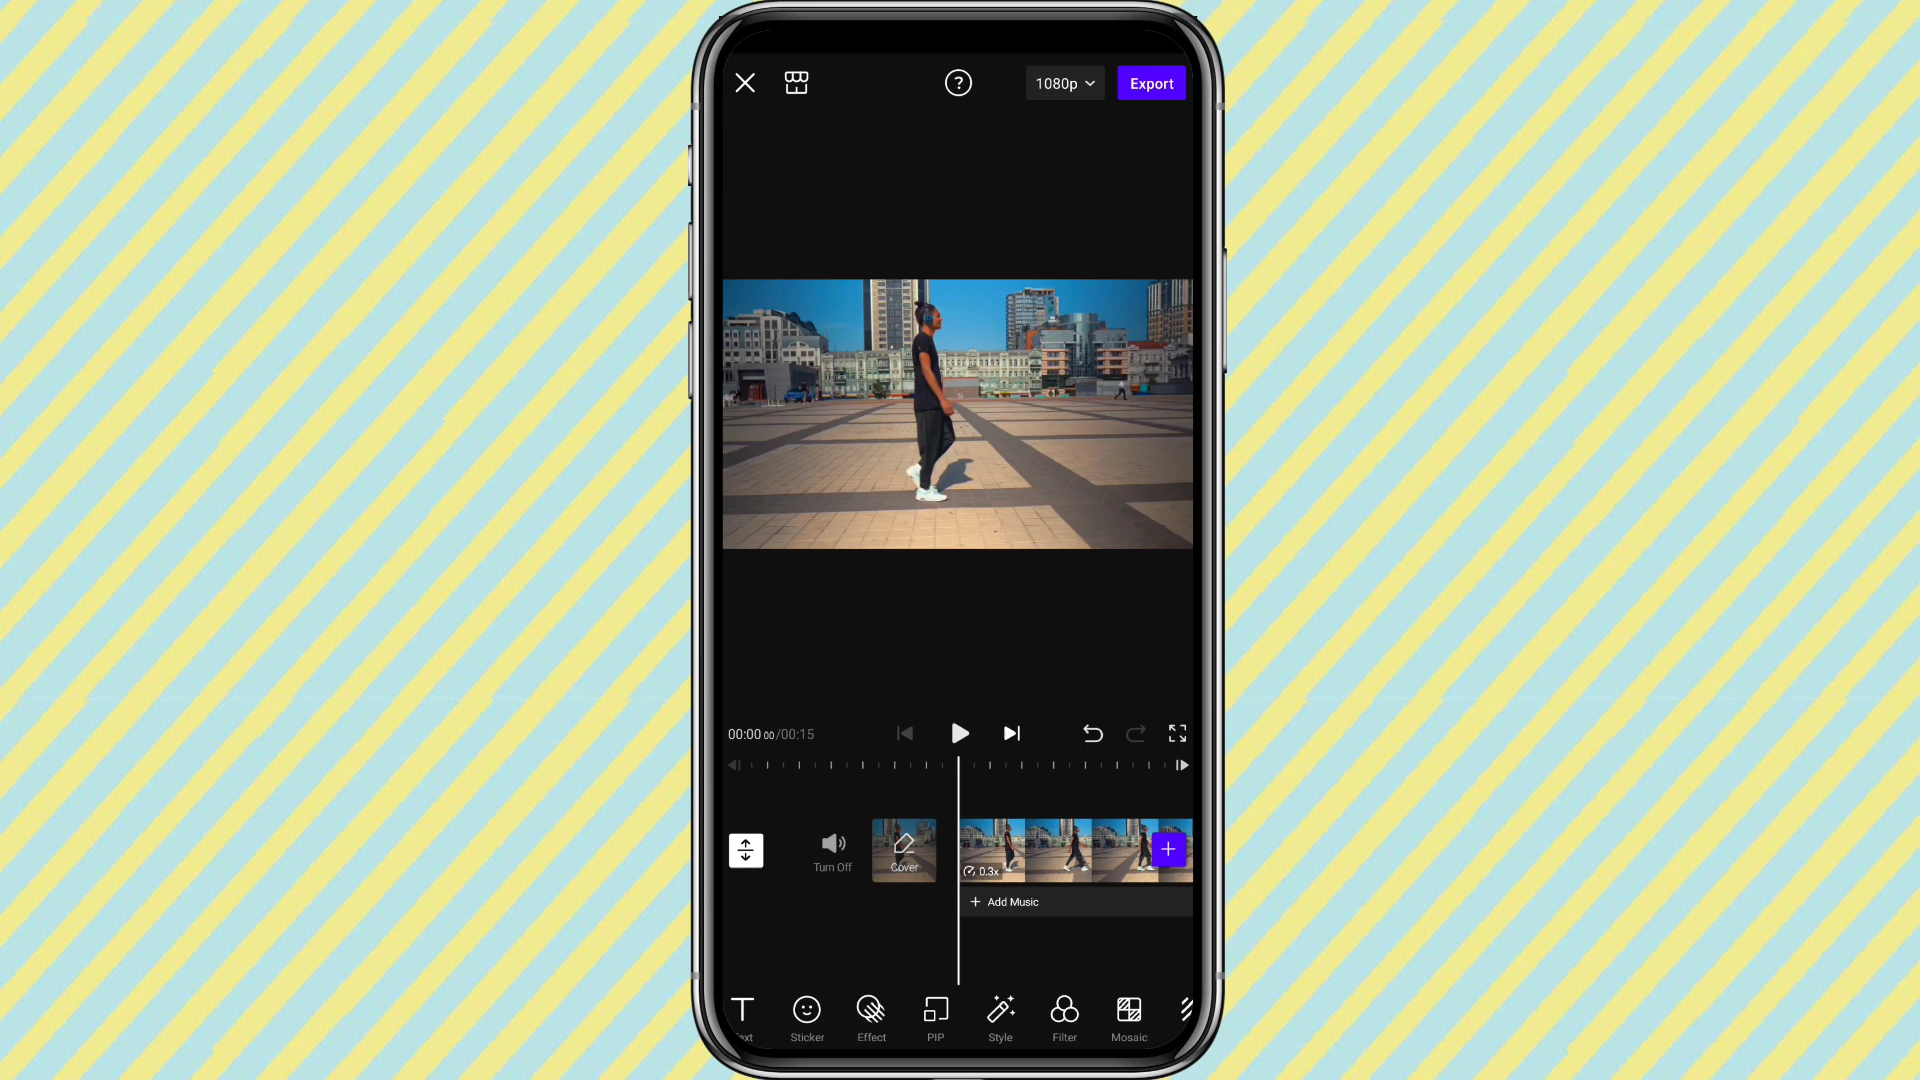 ?
1080p
Export
00:00 00/00:15
Turn Off
Cover
0.3x
+ Add Music
ext
Sticker
Effect
PIP
Style
Filter
Mosaic